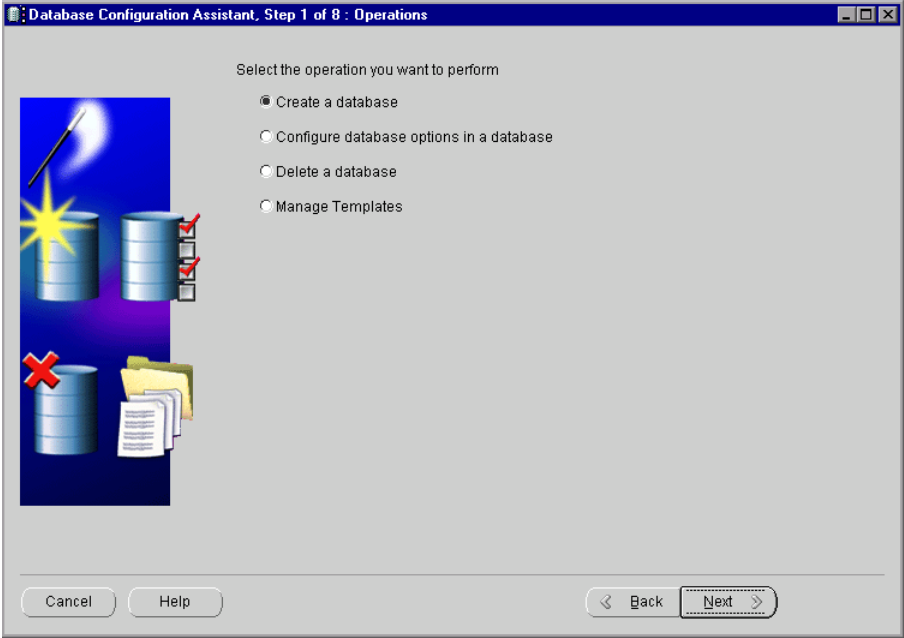 Database Configuration Assistant, Step 1 of 8 : Operations
Select the operation you want to perform
Create a database
Configure database options in a database
Delete a database
Manage Templates
Cancel
Help
Back
Next